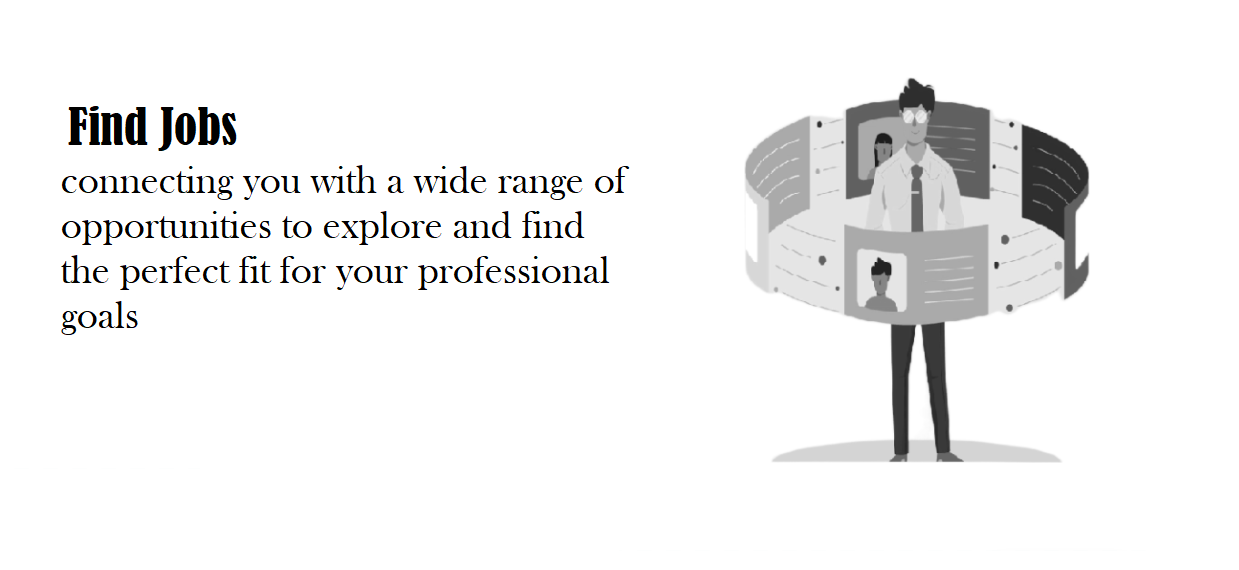 Find Jobs
connecting you with a wide range of
opportunities to explore and find
the perfect fit for your professional
goals